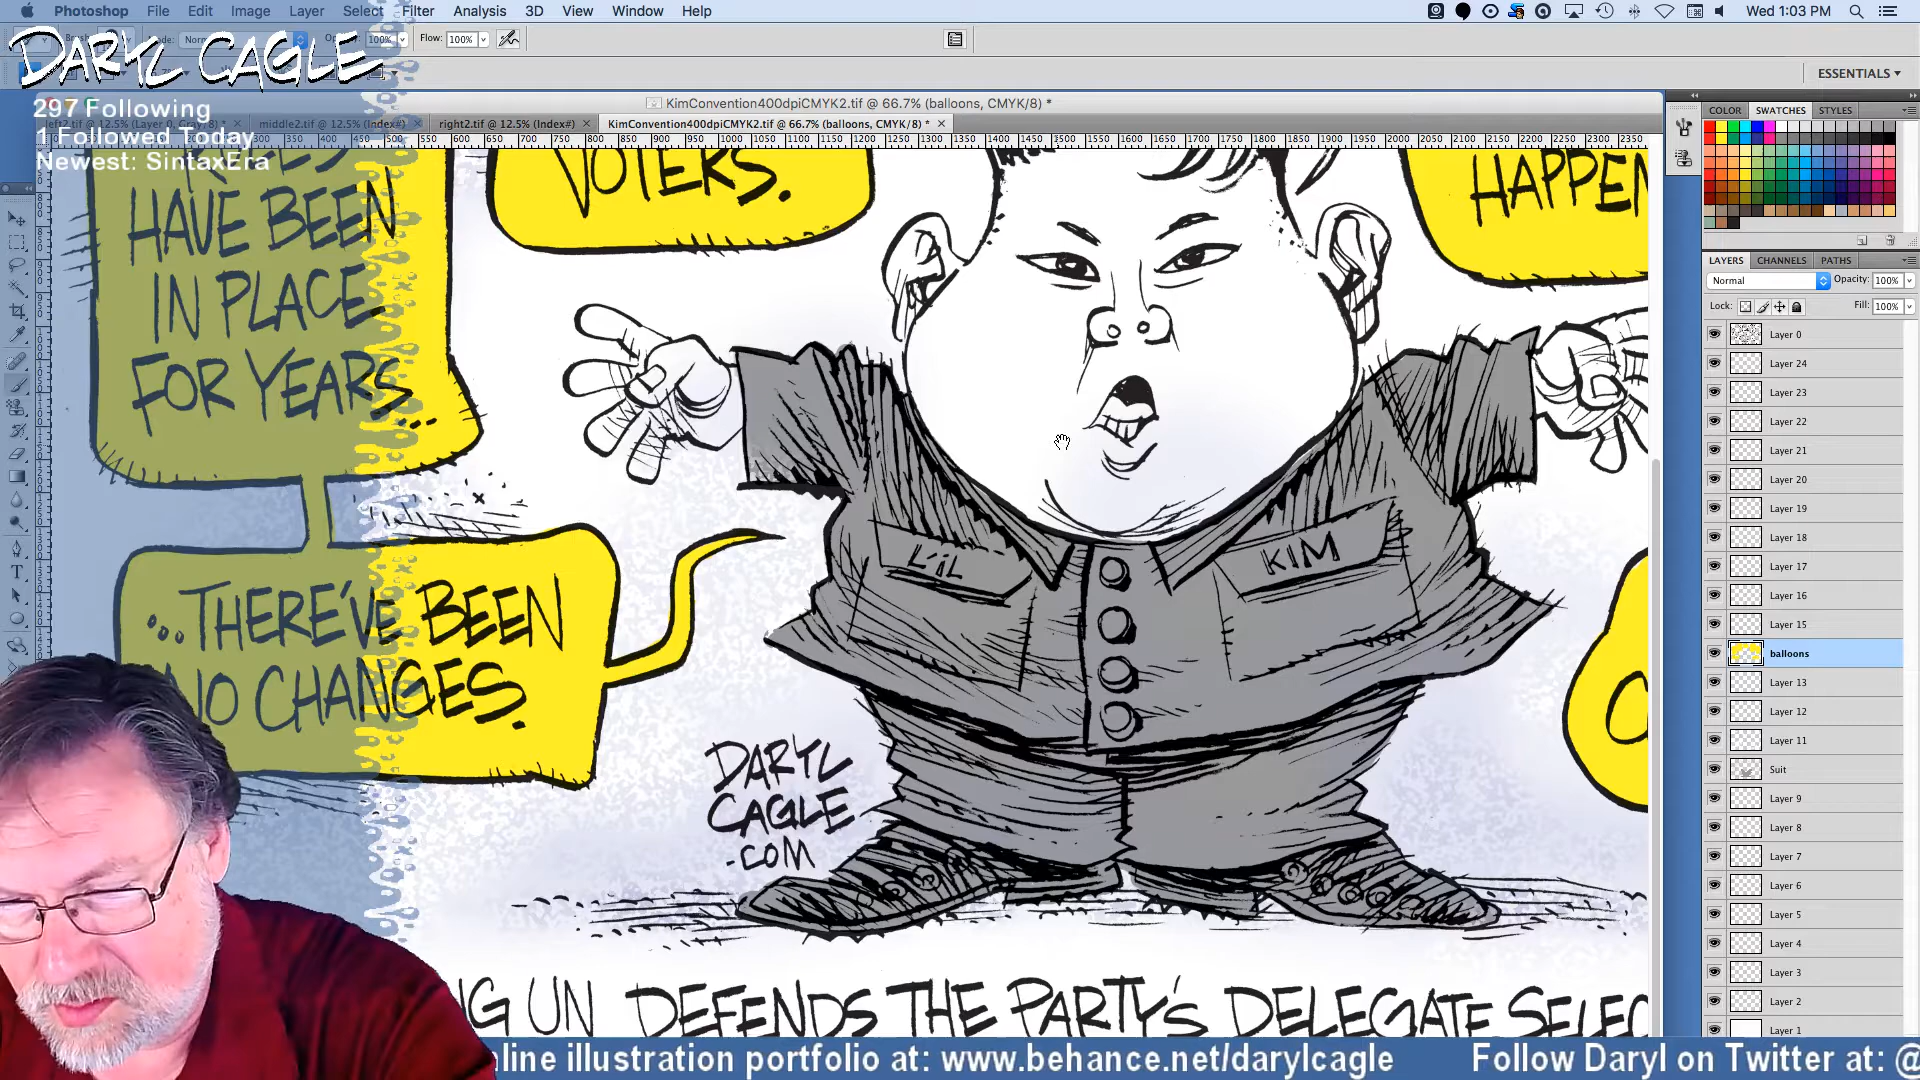 Photoshop File Edit Image Layer Select Filter Analysis 3D View Window Help
Wed 1:03 PM
Flow: 100%
DARYL CAGLE
ESSENTIALS
297 Following
1 Followed Today
Newest: SintaxEra
KimConvention400dpiCMYK2.tif @ 66.7% (balloons, CMYK/8) *
middle2.tif @ 12.5% (Index#)
right2.tif @ 12.5% (Index#)
KimConvention400dpiCMYK2.tif @ 66.7% (balloons, CMYK/8) *
COLOR SWATCHES STYLES
HAVE BEEN
IN PLACE
FOR YEARS...
...THERE'VE BEEN
NO CHANGES.
VOTERS.
HAPPEN
L'IL
KIM
DARYL
CAGLE
.COM
NG UN DEFENDS THE PARTY'S DELEGATE SELEC
LAYERS CHANNELS PATHS
Normal
Opacity: 100%
Lock:
Fill: 100%
Layer 0
Layer 24
Layer 23
Layer 22
Layer 21
Layer 20
Layer 19
Layer 18
Layer 17
Layer 16
Layer 15
balloons
Layer 13
Layer 12
Layer 11
Suit
Layer 9
Layer 8
Layer 7
Layer 6
Layer 5
Layer 4
Layer 3
Layer 2
Layer 1
nline illustration portfolio at: www.behance.net/darylcagle
Follow Daryl on Twitter at: @